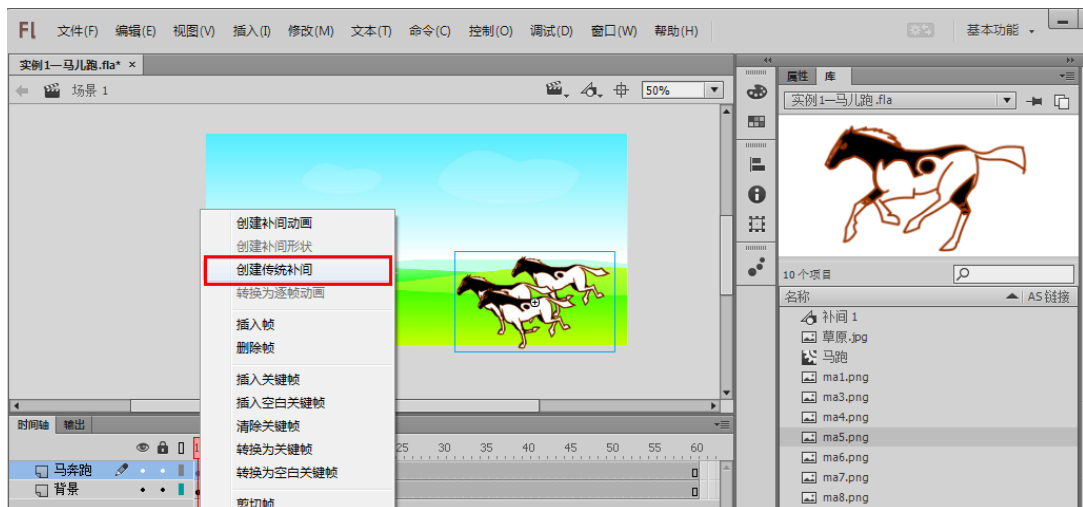 Fl 文件(F) 编辑(E) 视图(V) 插入(I) 修改(M) 文本(T) 命令(C) 控制(O) 调试(D) 窗口(W) 帮助(H) 基本功能
实例1—马儿跑.fla* ×
场景 1 50%
属性 库
实例1—马儿跑.fla
创建补间动画
创建补间形状
创建传统补间
转换为逐帧动画
插入帧
删除帧
插入关键帧
插入空白关键帧
清除关键帧
转换为关键帧
转换为空白关键帧
剪切帧
10个项目
名称 AS链接
补间 1
草原.jpg
马跑
ma1.png
ma3.png
ma4.png
ma5.png
ma6.png
ma7.png
ma8.png
时间轴 输出
1 25 30 35 40 45 50 55 60
马奔跑
背景